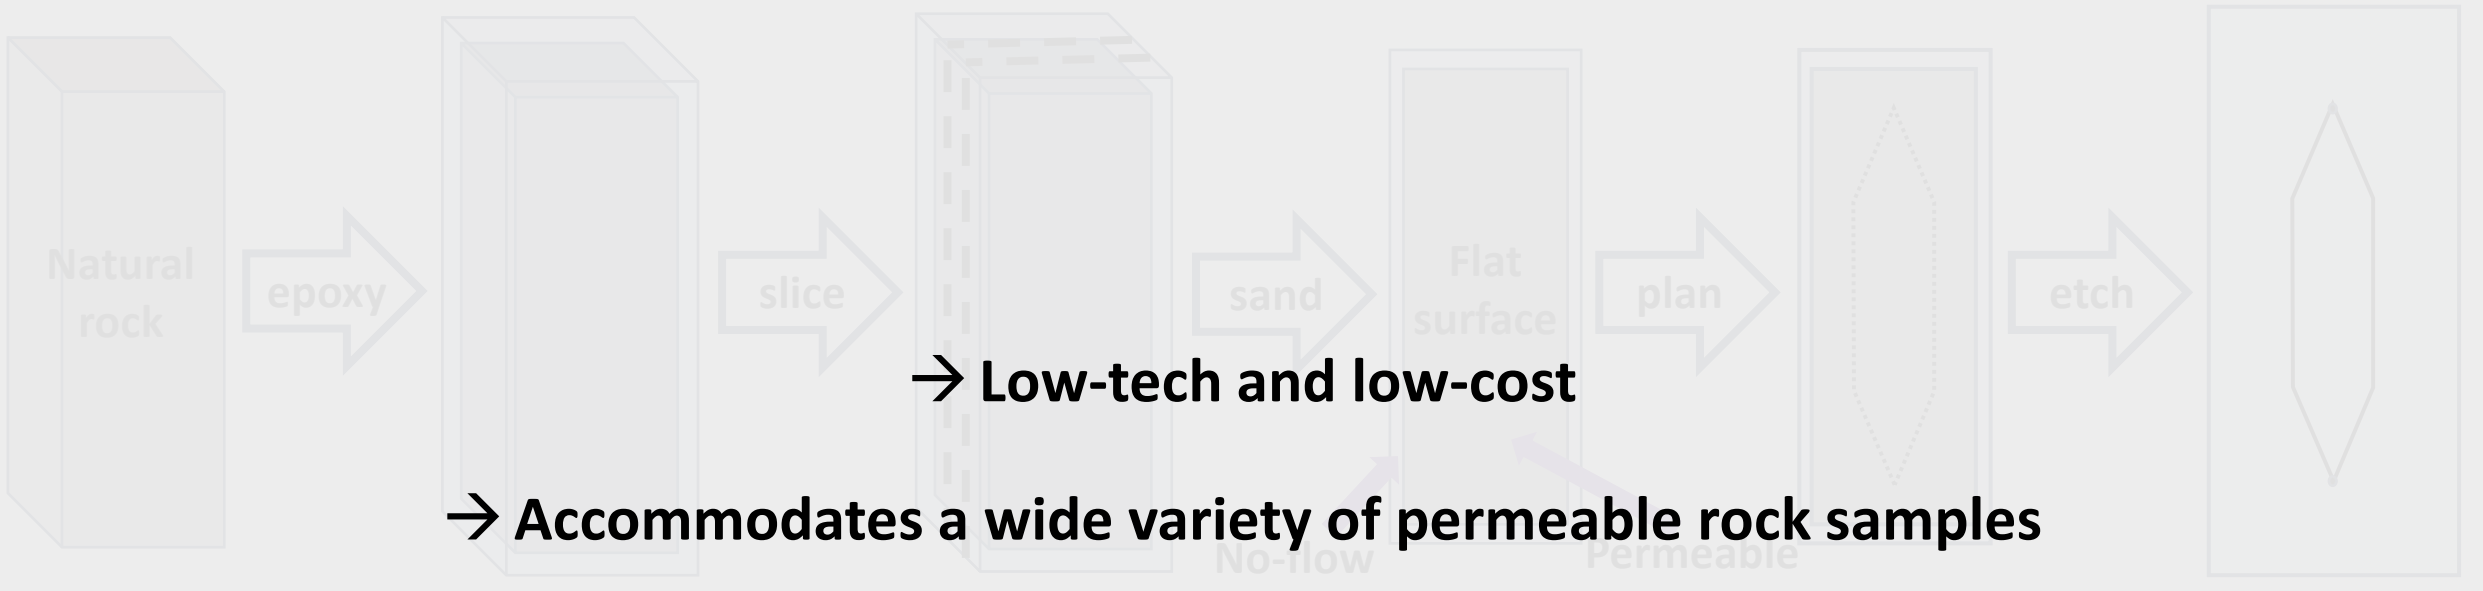 Natural
rock
epoxy
slice
sand
Flat
surface
plan
etch
→ Low-tech and low-cost
→ Accommodates a wide variety of permeable rock samples
No-flow
Permeable